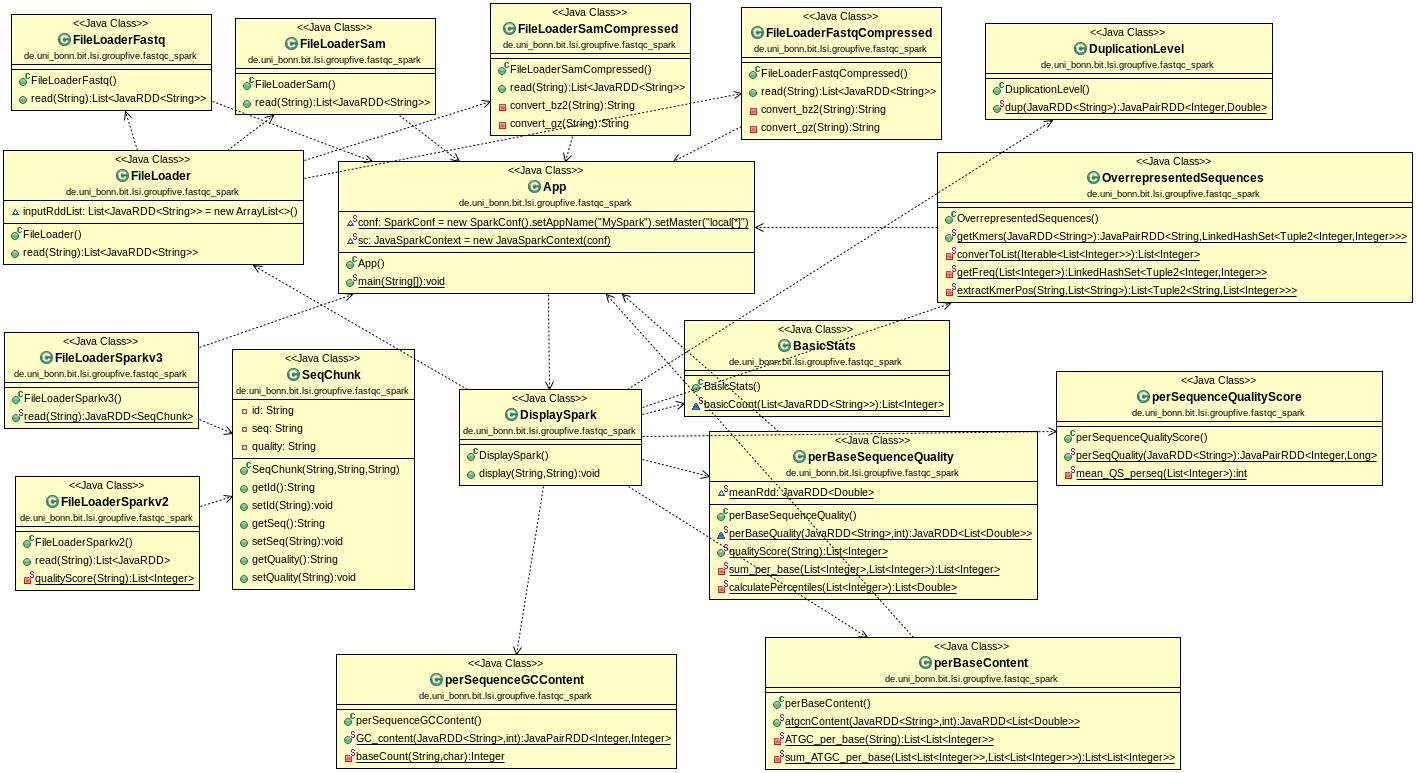 <<Java Class>>
FileLoaderFastq
de.uni_bonn.bit.lsi.groupfive.fastqc_spark
FileLoaderFastq()
read(String):List<JavaRDD<String>>
<<Java Class>>
FileLoaderSam
de.uni_bonn.bit.lsi.groupfive.fastqc_spark
FileLoaderSam()
read(String):List<JavaRDD<String>>
<<Java Class>>
FileLoaderSamCompressed
de.uni_bonn.bit.lsi.groupfive.fastqc_spark
FileLoaderSamCompressed()
read(String):List<JavaRDD<String>>
convert_bz2(String):String
convert_gz(String):String
<<Java Class>>
FileLoaderFastqCompressed
de.uni_bonn.bit.lsi.groupfive.fastqc_spark
FileLoaderFastqCompressed()
read(String):List<JavaRDD<String>>
convert_bz2(String):String
convert_gz(String):String
<<Java Class>>
DuplicationLevel
de.uni_bonn.bit.lsi.groupfive.fastqc_spark
DuplicationLevel()
dup(JavaRDD<String>):JavaPairRDD<Integer,Double>
<<Java Class>>
FileLoader
de.uni_bonn.bit.lsi.groupfive.fastqc_spark
inputRddList: List<JavaRDD<String>> = new ArrayList<>()
FileLoader()
read(String):List<JavaRDD<String>>
<<Java Class>>
App
de.uni_bonn.bit.lsi.groupfive.fastqc_spark
conf: SparkConf = new SparkConf().setAppName("MySpark").setMaster("local[*]")
sc: JavaSparkContext = new JavaSparkContext(conf)
App()
main(String[]):void
<<Java Class>>
OverrepresentedSequences
de.uni_bonn.bit.lsi.groupfive.fastqc_spark
OverrepresentedSequences()
getKmers(JavaRDD<String>):JavaPairRDD<String,LinkedHashSet<Tuple2<Integer,Integer>>>
converToList(Iterable<List<Integer>>):List<Integer>
getFreq(List<Integer>):LinkedHashSet<Tuple2<Integer,Integer>>
extractKmerPos(String,List<String>):List<Tuple2<String,List<Integer>>>
<<Java Class>>
FileLoaderSparkv3
de.uni_bonn.bit.lsi.groupfive.fastqc_spark
FileLoaderSparkv3()
read(String):JavaRDD<SeqChunk>
<<Java Class>>
SeqChunk
de.uni_bonn.bit.lsi.groupfive.fastqc_spark
id: String
seq: String
quality: String
SeqChunk(String,String,String)
getId():String
setId(String):void
getSeq():String
setSeq(String):void
getQuality():String
setQuality(String):void
<<Java Class>>
DisplaySpark
de.uni_bonn.bit.lsi.groupfive.fastqc_spark
DisplaySpark()
display(String,String):void
<<Java Class>>
BasicStats
de.uni_bonn.bit.lsi.groupfive.fastqc_spark
BasicStats()
basicCount(List<JavaRDD<String>>):List<Integer>
<<Java Class>>
perSequenceQualityScore
de.uni_bonn.bit.lsi.groupfive.fastqc_spark
perSequenceQualityScore()
perSeqQuality(JavaRDD<String>):JavaPairRDD<Integer,Long>
mean_QS_perseq(List<Integer>):int
<<Java Class>>
perBaseSequenceQuality
de.uni_bonn.bit.lsi.groupfive.fastqc_spark
meanRdd: JavaRDD<Double>
perBaseSequenceQuality()
perBaseQuality(JavaRDD<String>,int):JavaRDD<List<Double>>
qualityScore(String):List<Integer>
sum_per_base(List<Integer>,List<Integer>):List<Integer>
calculatePercentiles(List<Integer>):List<Double>
<<Java Class>>
FileLoaderSparkv2
de.uni_bonn.bit.lsi.groupfive.fastqc_spark
FileLoaderSparkv2()
read(String):List<JavaRDD>
qualityScore(String):List<Integer>
<<Java Class>>
perSequenceGCContent
de.uni_bonn.bit.lsi.groupfive.fastqc_spark
perSequenceGCContent()
GC_content(JavaRDD<String>,int):JavaPairRDD<Integer,Integer>
baseCount(String,char):Integer
<<Java Class>>
perBaseContent
de.uni_bonn.bit.lsi.groupfive.fastqc_spark
perBaseContent()
atgcnContent(JavaRDD<String>,int):JavaRDD<List<Double>>
ATGC_per_base(String):List<List<Integer>>
sum_ATGC_per_base(List<List<Integer>>,List<List<Integer>>):List<List<Integer>>